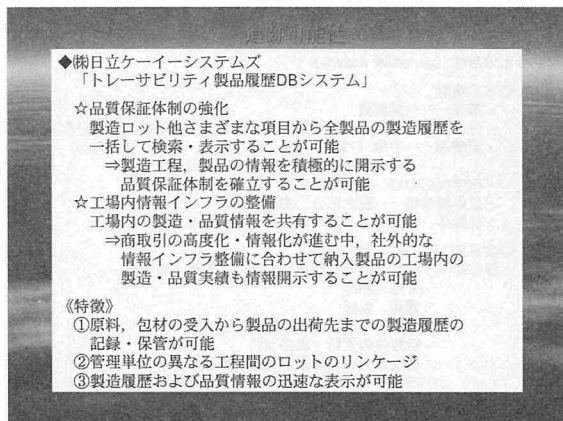 追跡可能性
◆㈱日立ケーイーシステムズ
「トレーサビリティ製品履歴DBシステム」
☆品質保証体制の強化
製造ロット他さまざまな項目から全製品の製造履歴を
一括して検索・表示することが可能
⇒製造工程，製品の情報を積極的に開示する
品質保証体制を確立することが可能
☆工場内情報インフラの整備
工場内の製造・品質情報を共有することが可能
⇒商取引の高度化・情報化が進む中，社外的な
情報インフラ整備に合わせて納入製品の工場内の
製造・品質実績も情報開示することが可能
《特徴》
①原料，包材の受入から製品の出荷先までの製造履歴の
記録・保管が可能
②管理単位の異なる工程間のロットのリンケージ
③製造履歴および品質情報の迅速な表示が可能